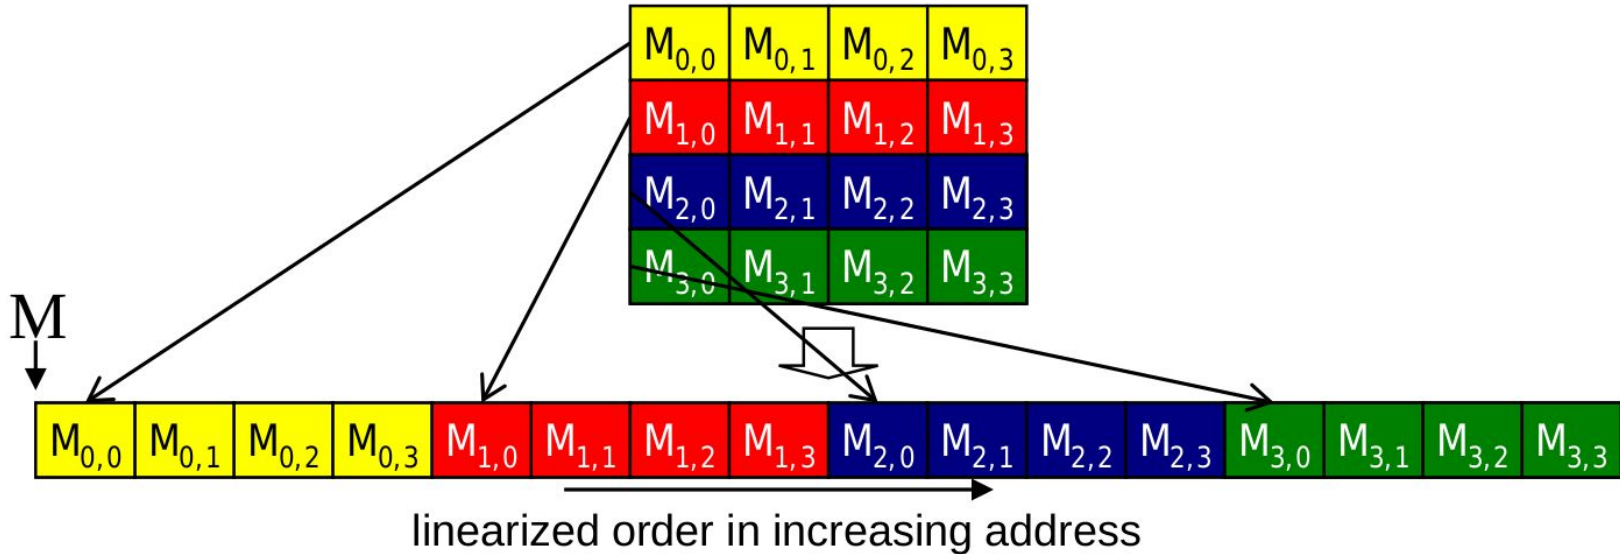 M0,0 M0,1 M0,2 M0,3
M1,0 M1,1 M1,2 M1,3
M2,0 M2,1 M2,2 M2,3
M3,0 M3,1 M3,2 M3,3
M
M0,0 M0,1 M0,2 M0,3 M1,0 M1,1 M1,2 M1,3 M2,0 M2,1 M2,2 M2,3 M3,0 M3,1 M3,2 M3,3
linearized order in increasing address